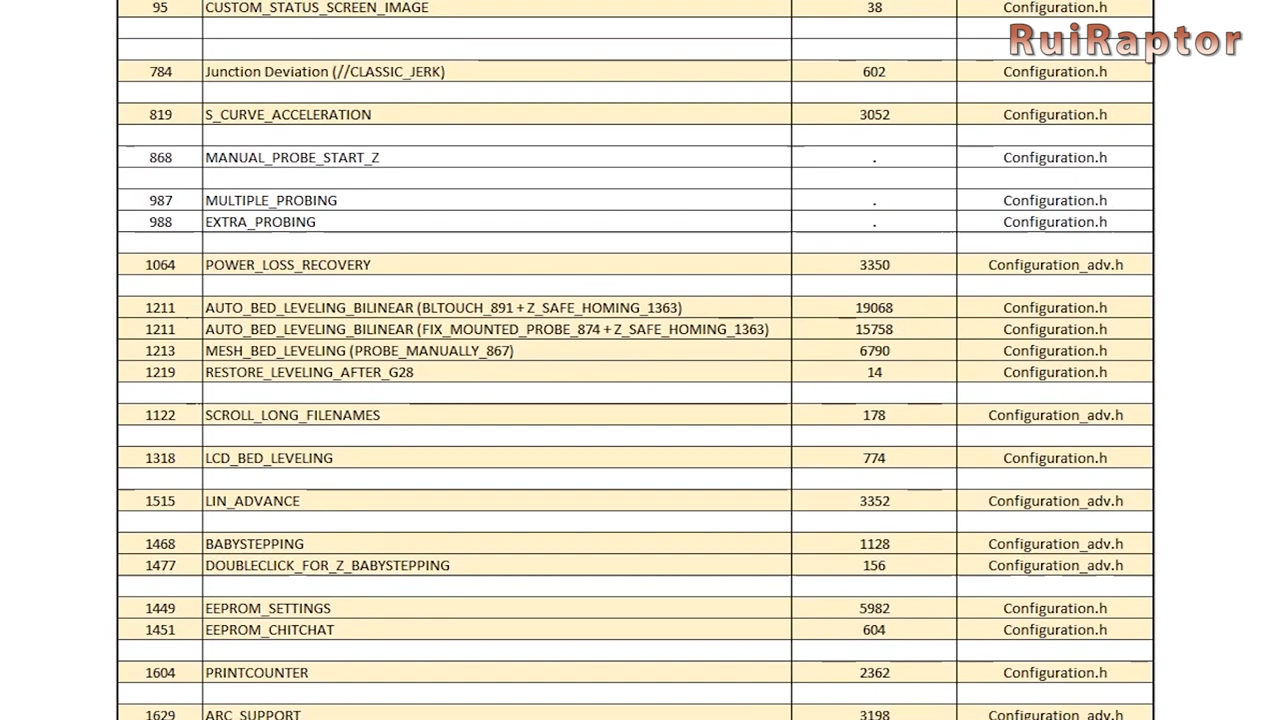 95 CUSTOM_STATUS_SCREEN_IMAGE 38 Configuration.h
RuiRaptor
784 Junction Deviation (//CLASSIC_JERK) 602 Configuration.h
819 S_CURVE_ACCELERATION 3052 Configuration.h
868 MANUAL_PROBE_START_Z . Configuration.h
987 MULTIPLE_PROBING . Configuration.h
988 EXTRA_PROBING . Configuration.h
1064 POWER_LOSS_RECOVERY 3350 Configuration_adv.h
1211 AUTO_BED_LEVELING_BILINEAR (BLTOUCH_891 + Z_SAFE_HOMING_1363) 19068 Configuration.h
1211 AUTO_BED_LEVELING_BILINEAR (FIX_MOUNTED_PROBE_874 + Z_SAFE_HOMING_1363) 15758 Configuration.h
1213 MESH_BED_LEVELING (PROBE_MANUALLY_867) 6790 Configuration.h
1219 RESTORE_LEVELING_AFTER_G28 14 Configuration.h
1122 SCROLL_LONG_FILENAMES 178 Configuration_adv.h
1318 LCD_BED_LEVELING 774 Configuration.h
1515 LIN_ADVANCE 3352 Configuration_adv.h
1468 BABYSTEPPING 1128 Configuration_adv.h
1477 DOUBLECLICK_FOR_Z_BABYSTEPPING 156 Configuration_adv.h
1449 EEPROM_SETTINGS 5982 Configuration.h
1451 EEPROM_CHITCHAT 604 Configuration.h
1604 PRINTCOUNTER 2362 Configuration.h
1629 ARC_SUPPORT 3198 Configuration_adv.h